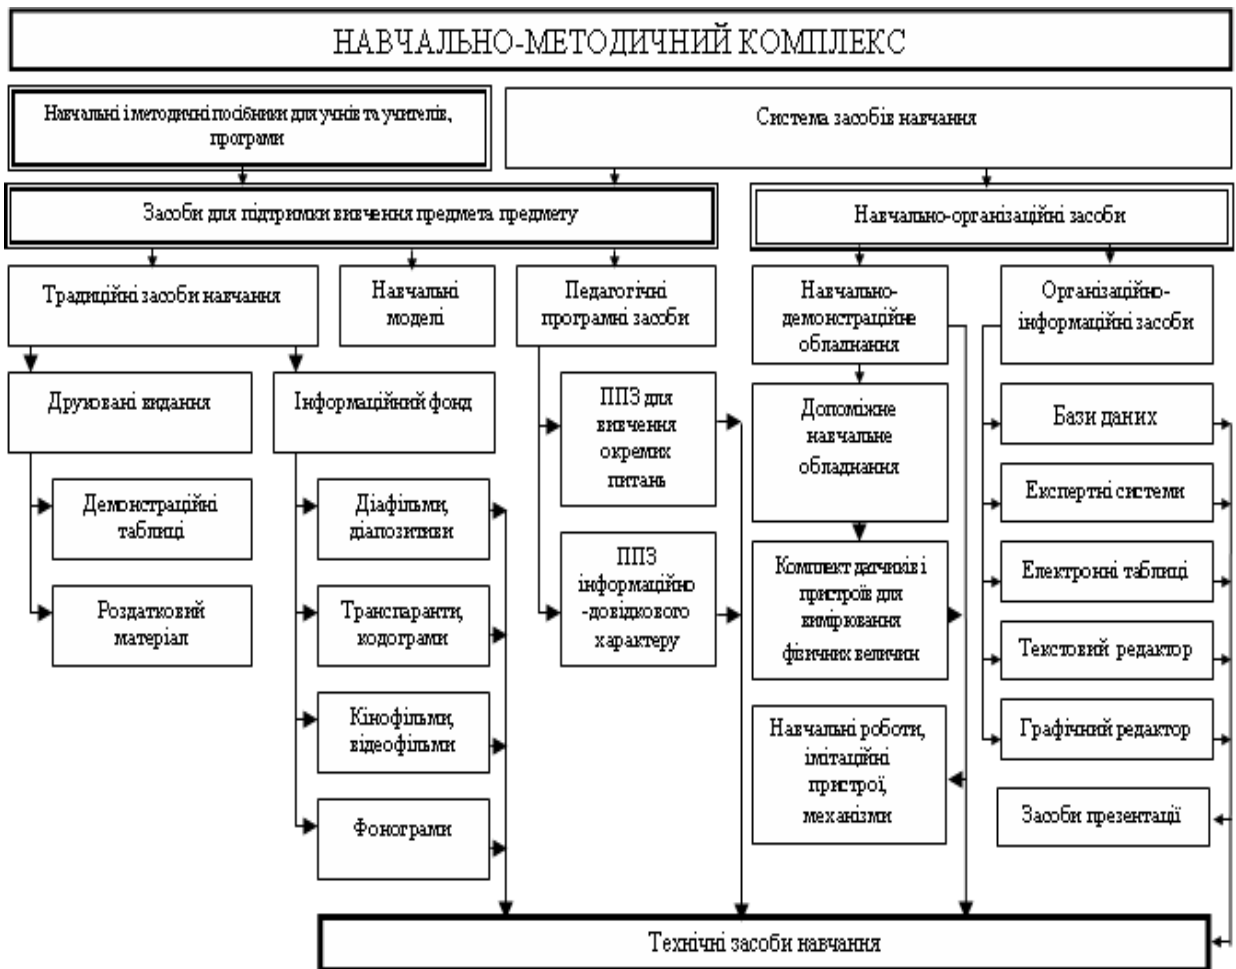 НАВЧАЛЬНО-МЕТОДИЧНИЙ КОМПЛЕКС
Навчальні і методичні посібники для учнів та учителів,
програми
Система засобів навчання
Засоби для підтримки вивчення предмета предмету
Навчально-організаційні засоби
Традиційні засоби навчання
Навчальні
моделі
Педагогічні
програмні засоби
Навчально-
демонстраційне
обладнання
Організаційно-
інформаційні засоби
Друковані видання
Інформаційний фонд
ППЗ для
вивчення
окремих
питань
Допоміжне
навчальне
обладнання
Бази даних
Демонстраційні
таблиці
Діафільми,
діапозитиви
Експертні системи
ППЗ
інформаційно
-довідкового
характеру
Комплект датчиків і
пристроїв для
вимірювання
фізичних величин
Електронні таблиці
Роздатковий
матеріал
Транспаранти,
кодограми
Текстовий редактор
Кінофільми,
відеофільми
Навчальні роботи,
імітаційні
пристрої,
механізми
Графічний редактор
Фонограми
Засоби презентації
Технічні засоби навчання